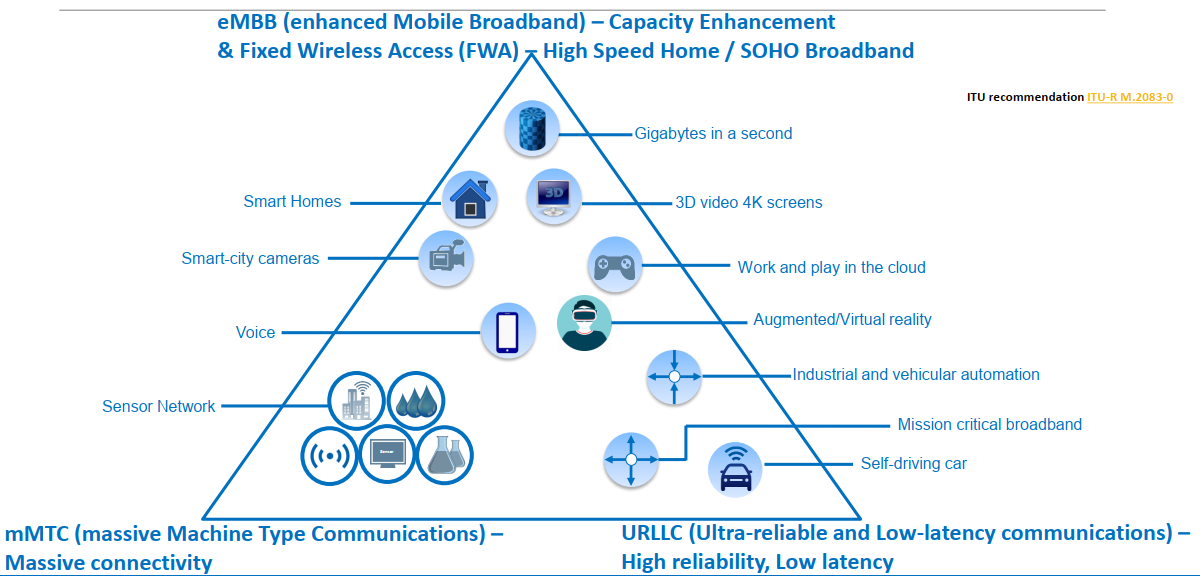 eMBB (enhanced Mobile Broadband) – Capacity Enhancement
& Fixed Wireless Access (FWA) – High Speed Home / SOHO Broadband
ITU recommendation ITU-R M.2083-0
Gigabytes in a second
3D
Smart Homes
3D video 4K screens
Smart-city cameras
Work and play in the cloud
Augmented/Virtual reality
Voice
Industrial and vehicular automation
Sensor Network
Mission critical broadband
Sensor
Self-driving car
mMTC (massive Machine Type Communications) –
Massive connectivity
URLLC (Ultra-reliable and Low-latency communications) –
High reliability, Low latency